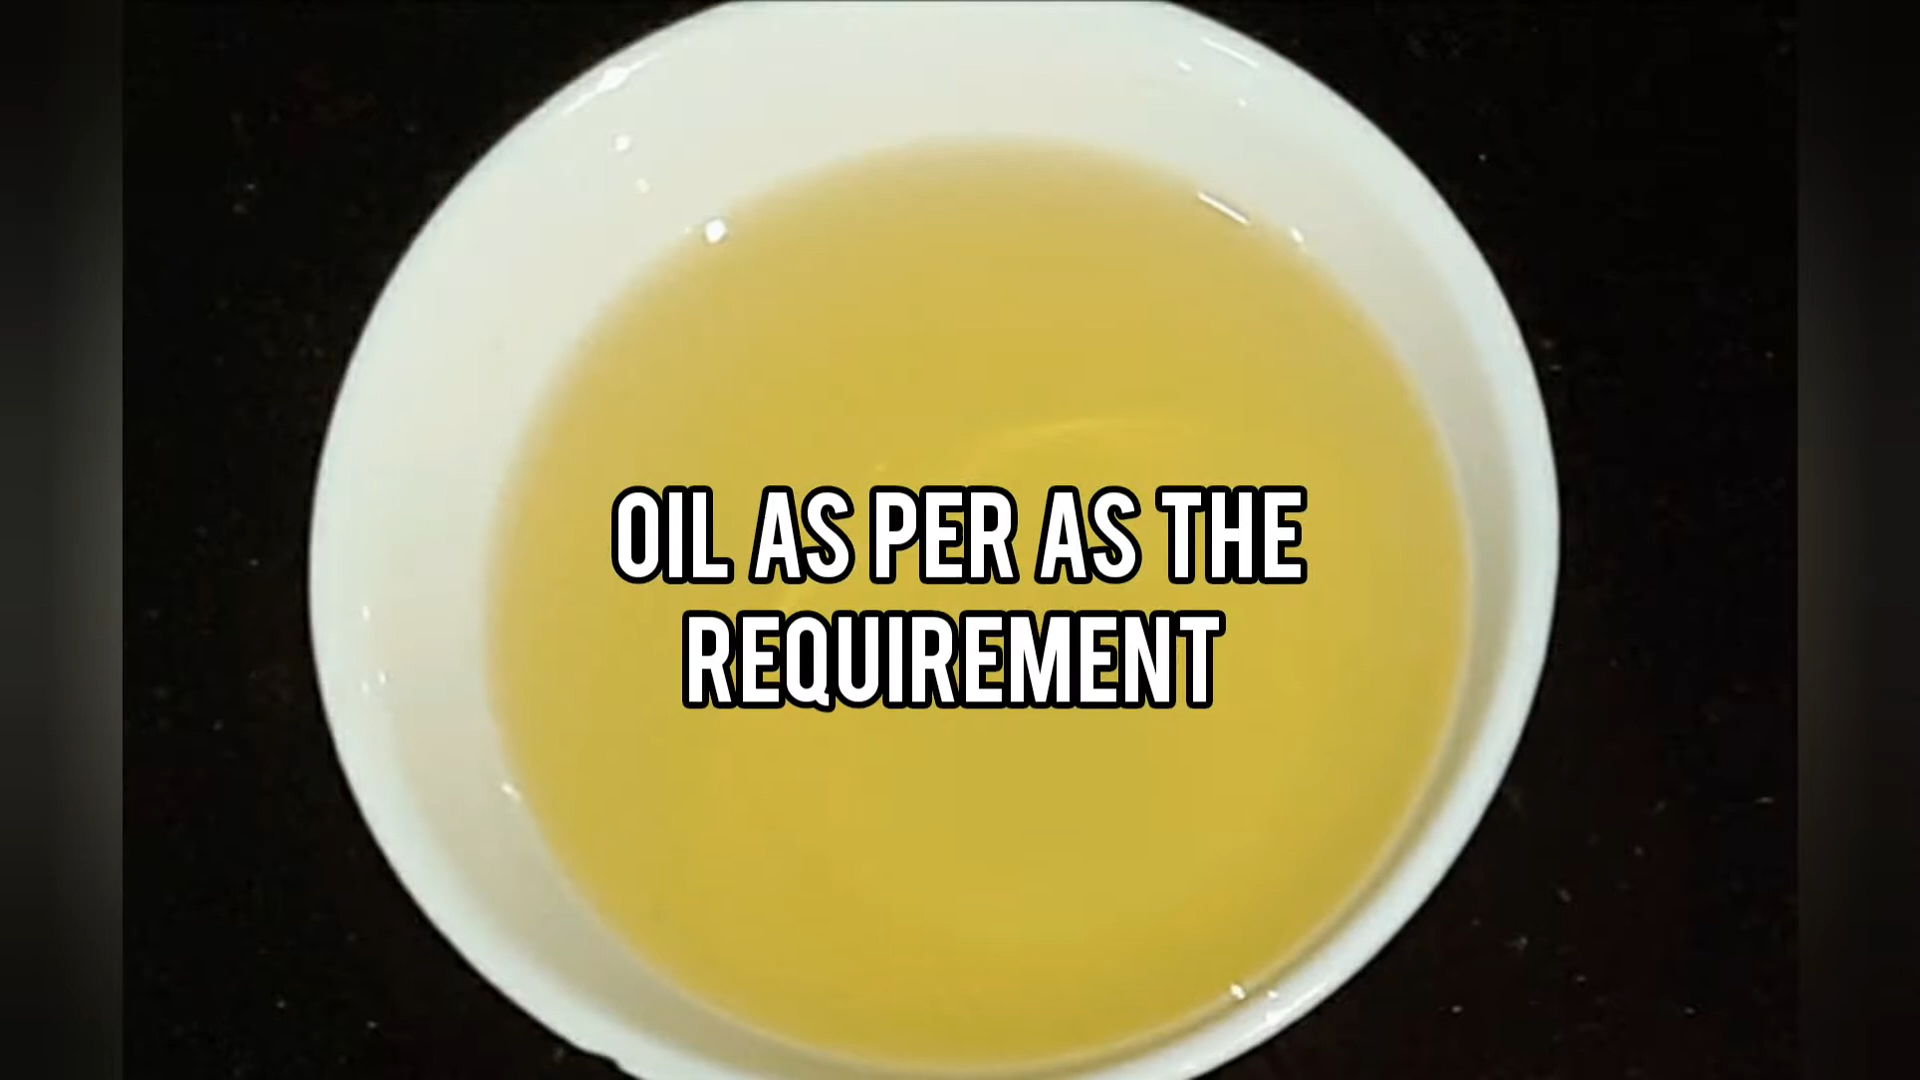 OIL AS PER AS THE
REQUIREMENT